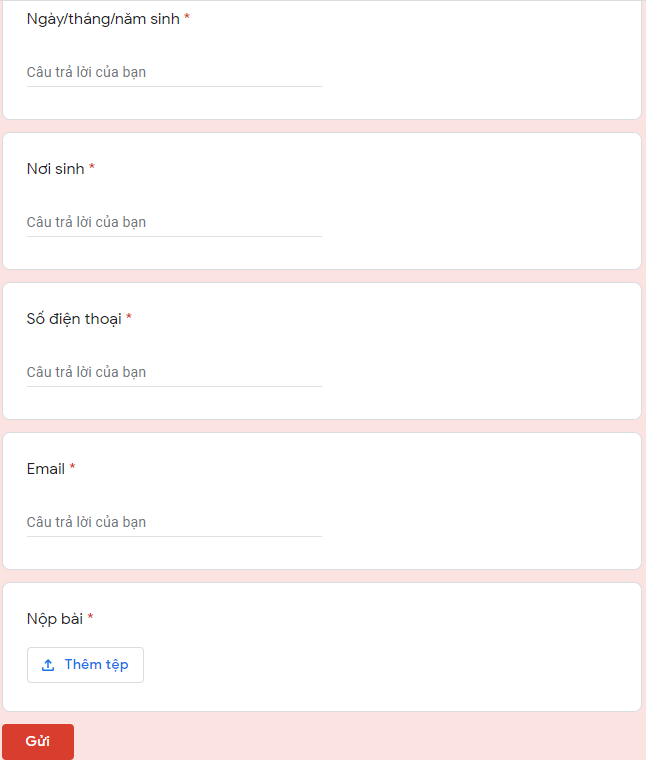 Ngày/tháng/năm sinh *
Câu trả lời của bạn
Nơi sinh *
Câu trả lời của bạn
Số điện thoại *
Câu trả lời của bạn
Email *
Câu trả lời của bạn
Nộp bài *
Thêm tệp
Gửi